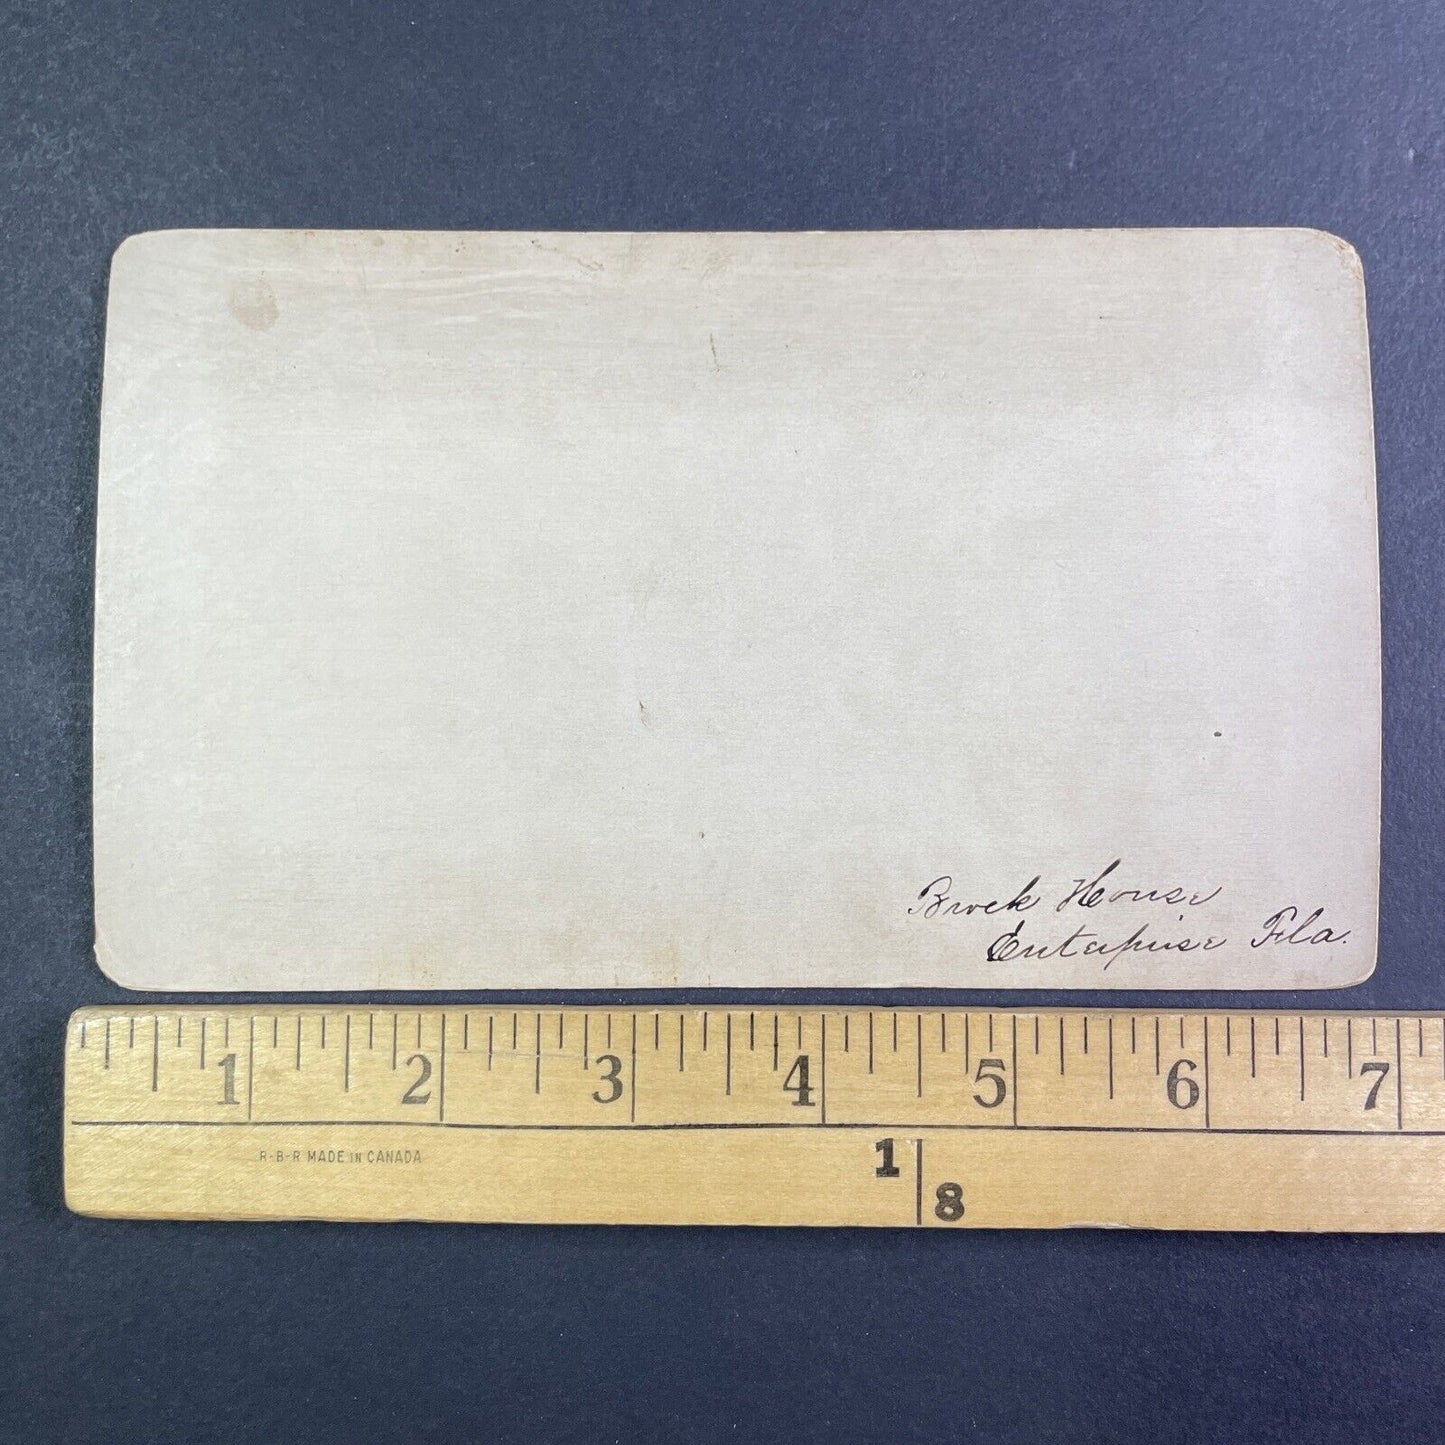 Brock House
Enterprise Fla.
1 2 3 4 5 6 7
R-B-R MADE IN CANADA
1
8